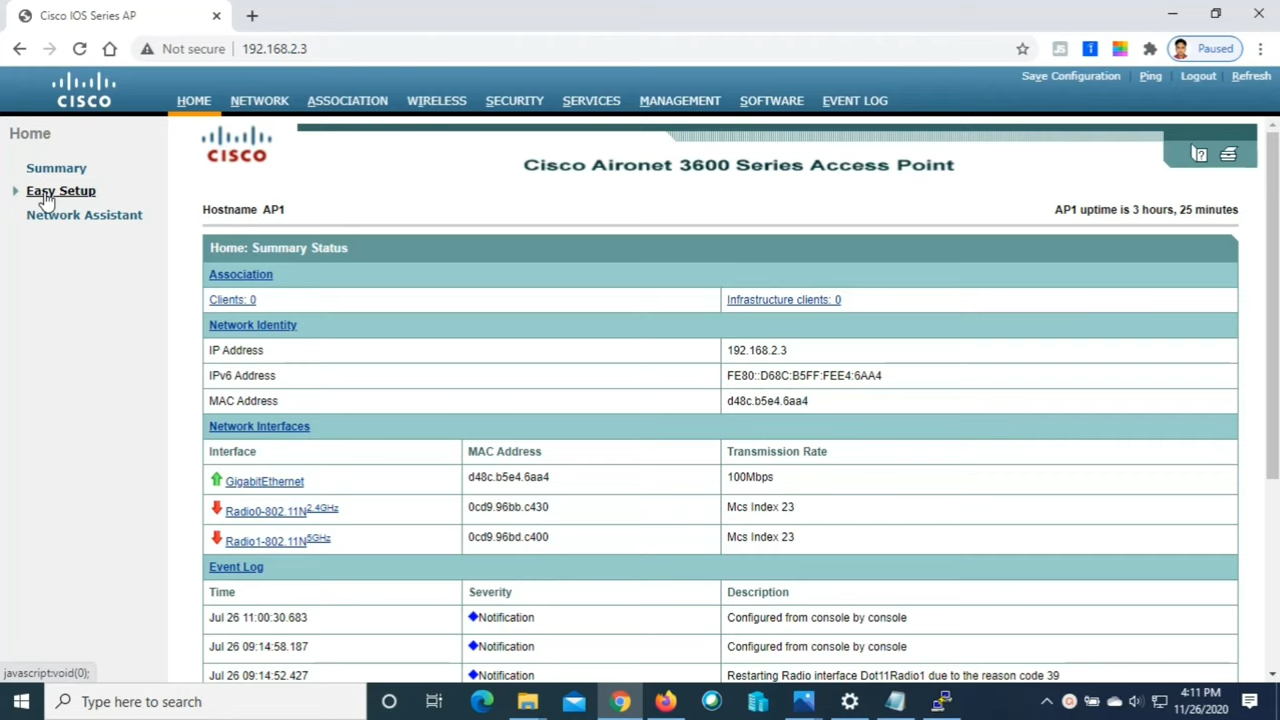 Cisco IOS Series AP
Not secure | 192.168.2.3
Paused
Save Configuration | Ping | Logout | Refresh
CISCO
HOME NETWORK ASSOCIATION WIRELESS SECURITY SERVICES MANAGEMENT SOFTWARE EVENT LOG
Home
Summary
Easy Setup
Network Assistant
CISCO
Cisco Aironet 3600 Series Access Point
Hostname AP1
AP1 uptime is 3 hours, 25 minutes
Home: Summary Status
Association
Clients: 0 Infrastructure clients: 0
Network Identity
IP Address 192.168.2.3
IPv6 Address FE80::D68C:B5FF:FEE4:6AA4
MAC Address d48c.b5e4.6aa4
Network Interfaces
Interface MAC Address Transmission Rate
GigabitEthernet d48c.b5e4.6aa4 100Mbps
Radio0-802.11N2.4GHz 0cd9.96bb.c430 Mcs Index 23
Radio1-802.11N5GHz 0cd9.96bd.c400 Mcs Index 23
Event Log
Time Severity Description
Jul 26 11:00:30.683 Notification Configured from console by console
Jul 26 09:14:58.187 Notification Configured from console by console
Jul 26 09:14:52.427 Notification Restarting Radio interface Dot11Radio1 due to the reason code 39
javascript:void(0);
Type here to search
4:11 PM
11/26/2020